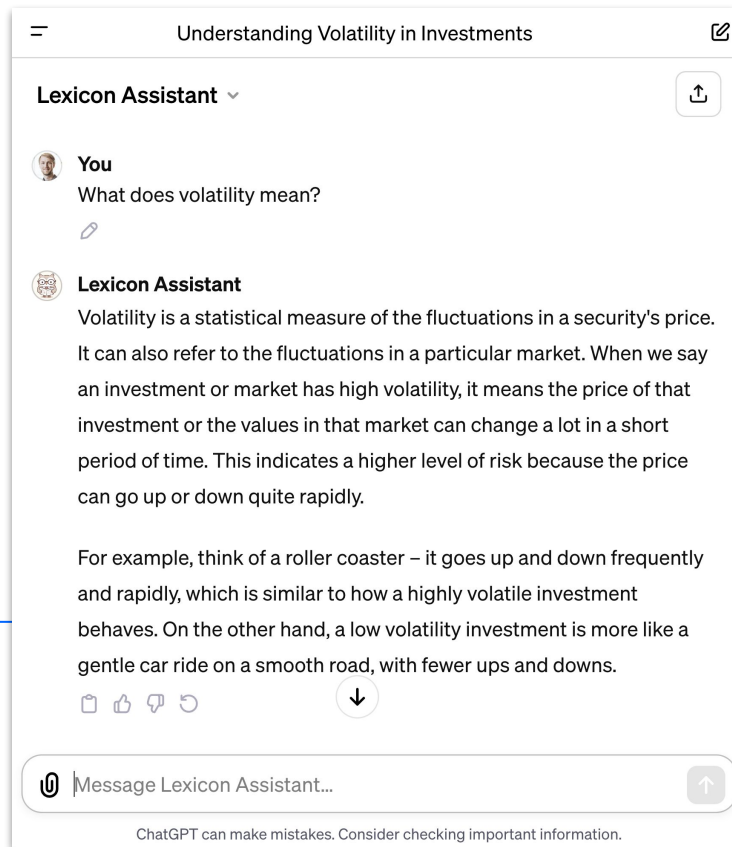 Understanding Volatility in Investments
Lexicon Assistant
You
What does volatility mean?
Lexicon Assistant
Volatility is a statistical measure of the fluctuations in a security's price.
It can also refer to the fluctuations in a particular market. When we say
an investment or market has high volatility, it means the price of that
investment or the values in that market can change a lot in a short
period of time. This indicates a higher level of risk because the price
can go up or down quite rapidly.
For example, think of a roller coaster – it goes up and down frequently
and rapidly, which is similar to how a highly volatile investment
behaves. On the other hand, a low volatility investment is more like a
gentle car ride on a smooth road, with fewer ups and downs.
Message Lexicon Assistant...
ChatGPT can make mistakes. Consider checking important information.